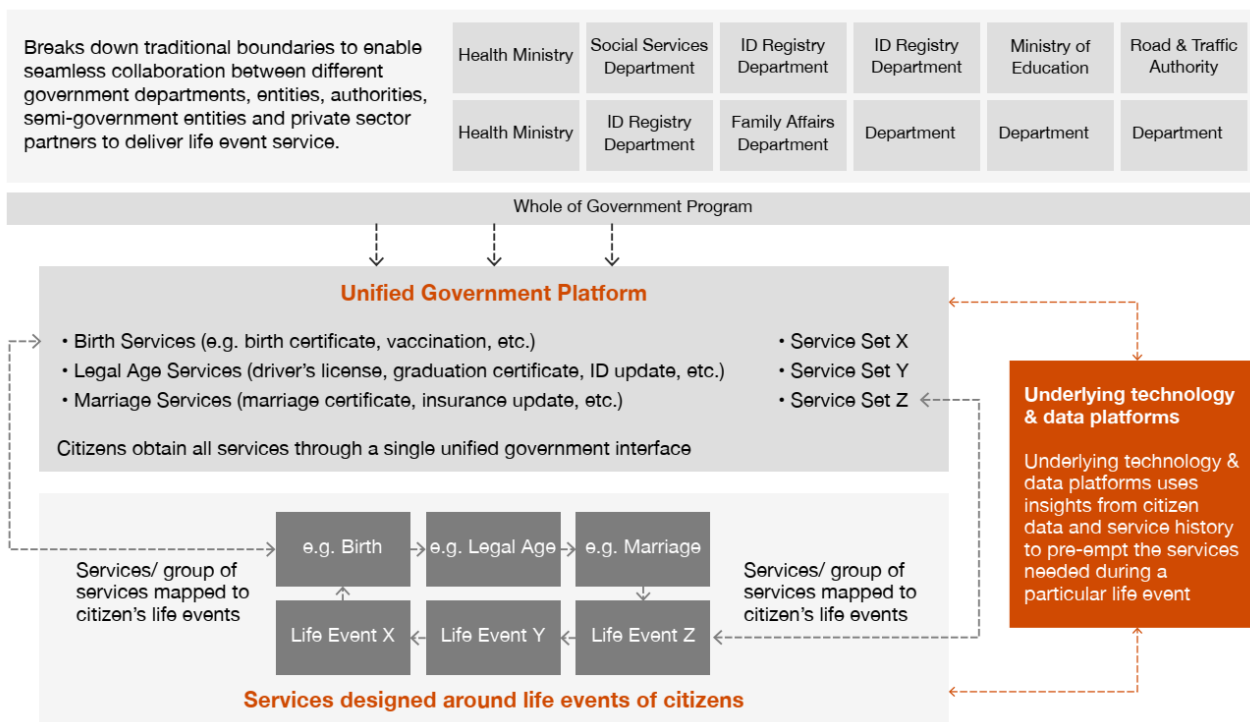 Breaks down traditional boundaries to enable
seamless collaboration between different
government departments, entities, authorities,
semi-government entities and private sector
partners to deliver life event service.
Health Ministry
Social Services
Department
ID Registry
Department
ID Registry
Department
Ministry of
Education
Road & Traffic
Authority
Health Ministry
ID Registry
Department
Family Affairs
Department
Department
Department
Department
Whole of Government Program
Unified Government Platform
• Birth Services (e.g. birth certificate, vaccination, etc.)
• Legal Age Services (driver's license, graduation certificate, ID update, etc.)
• Marriage Services (marriage certificate, insurance update, etc.)
• Service Set X
• Service Set Y
• Service Set Z
Citizens obtain all services through a single unified government interface
Underlying technology
& data platforms
Underlying technology &
data platforms uses
insights from citizen
data and service history
to pre-empt the services
needed during a
particular life event
e.g. Birth
e.g. Legal Age
e.g. Marriage
Services/ group of
services mapped to
citizen's life events
Services/ group of
services mapped to
citizen's life events
Life Event X
Life Event Y
Life Event Z
Services designed around life events of citizens